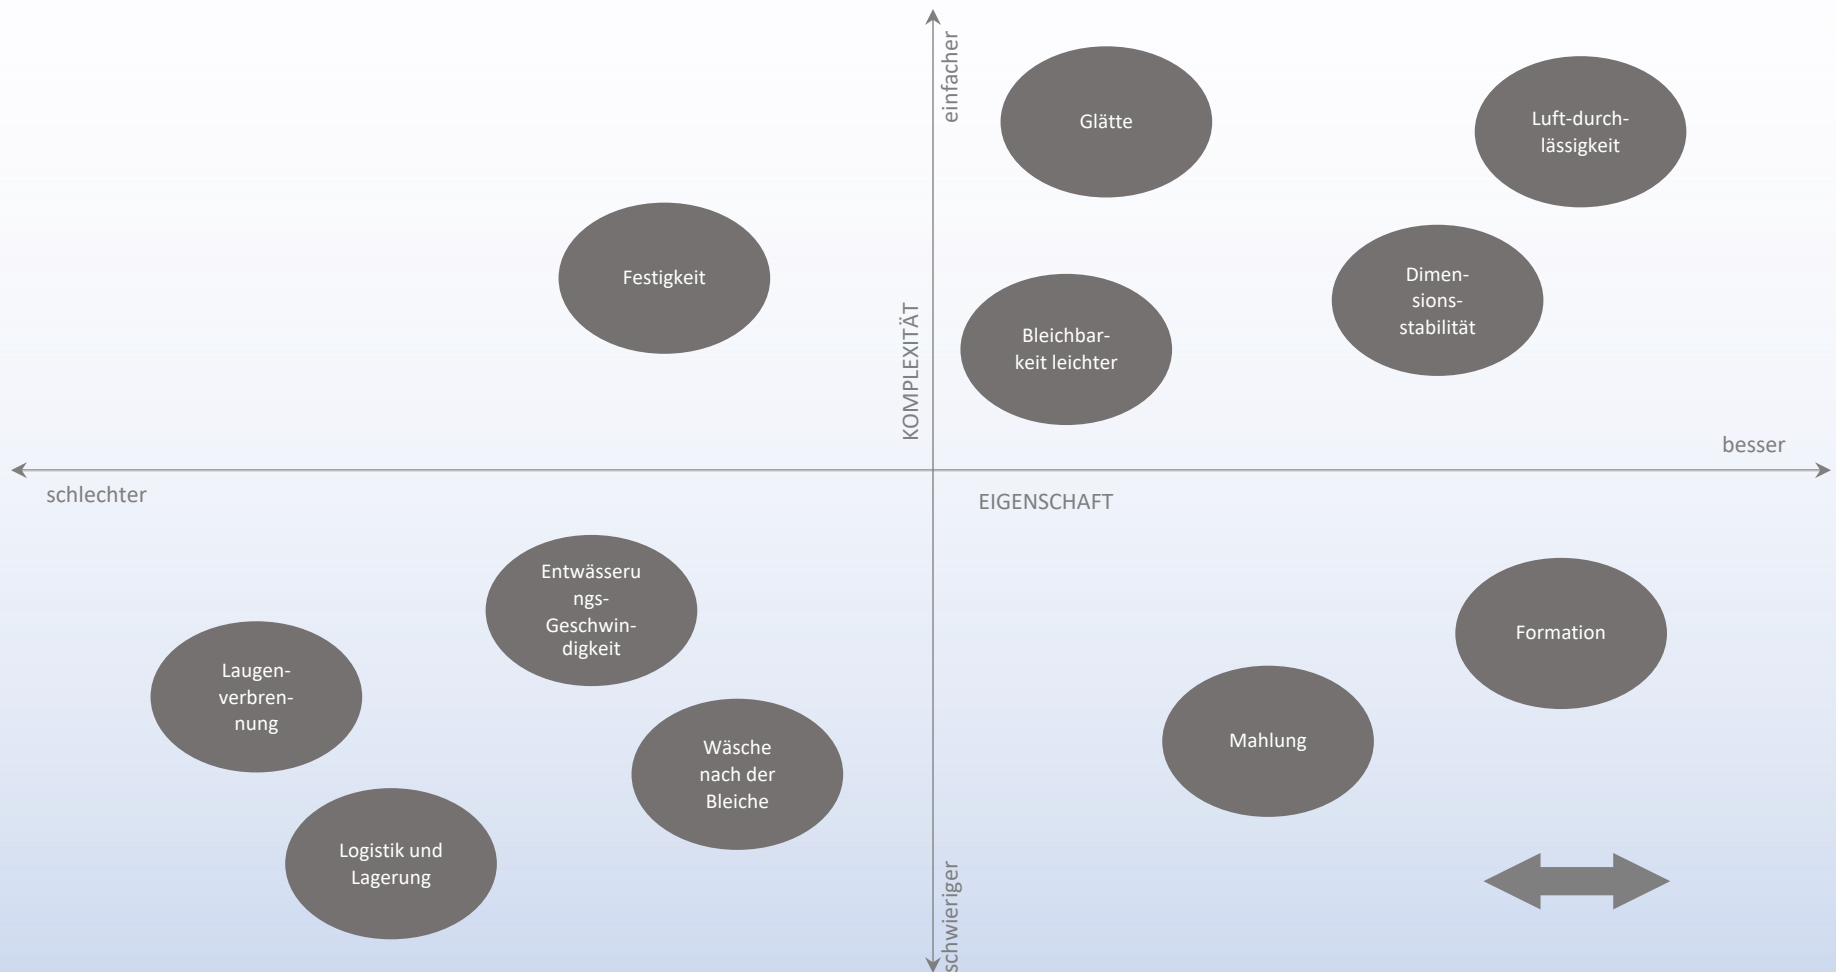 einfacher
Glätte
Luft-durch-
lässigkeit
Festigkeit
Dimen-
sions-
stabilität
Bleichbar-
keit leichter
KOMPLEXITÄT
besser
schlechter
EIGENSCHAFT
Entwässeru
ngs-
Geschwin-
digkeit
Formation
Laugen-
verbren-
nung
Mahlung
Wäsche
nach der
Bleiche
Logistik und
Lagerung
schwieriger